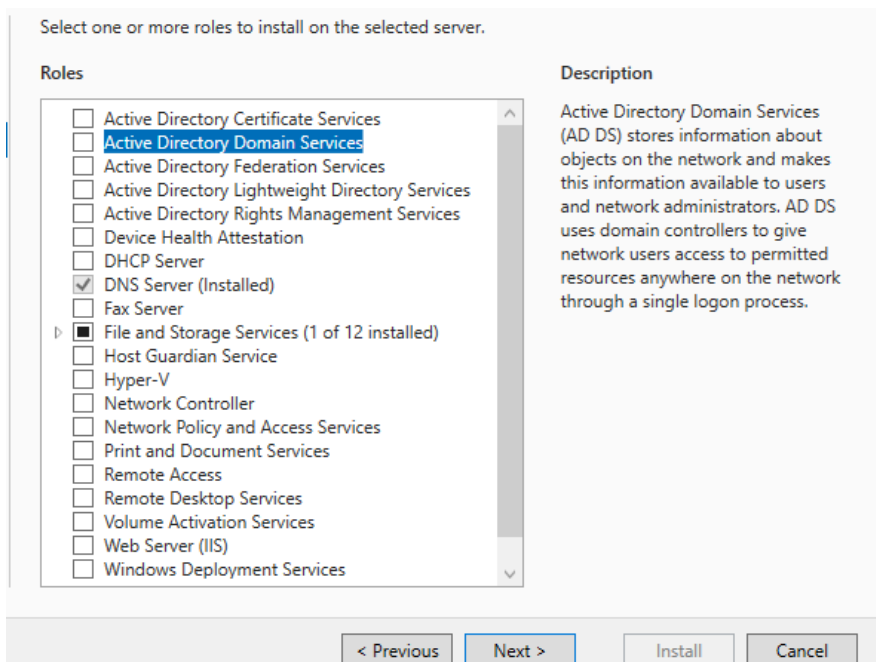 Select one or more roles to install on the selected server.
Roles
Active Directory Certificate Services
Active Directory Domain Services
Active Directory Federation Services
Active Directory Lightweight Directory Services
Active Directory Rights Management Services
Device Health Attestation
DHCP Server
DNS Server (Installed)
Fax Server
File and Storage Services (1 of 12 installed)
Host Guardian Service
Hyper-V
Network Controller
Network Policy and Access Services
Print and Document Services
Remote Access
Remote Desktop Services
Volume Activation Services
Web Server (IIS)
Windows Deployment Services
Description
Active Directory Domain Services
(AD DS) stores information about
objects on the network and makes
this information available to users
and network administrators. AD DS
uses domain controllers to give
network users access to permitted
resources anywhere on the network
through a single logon process.
< Previous
Next >
Install
Cancel